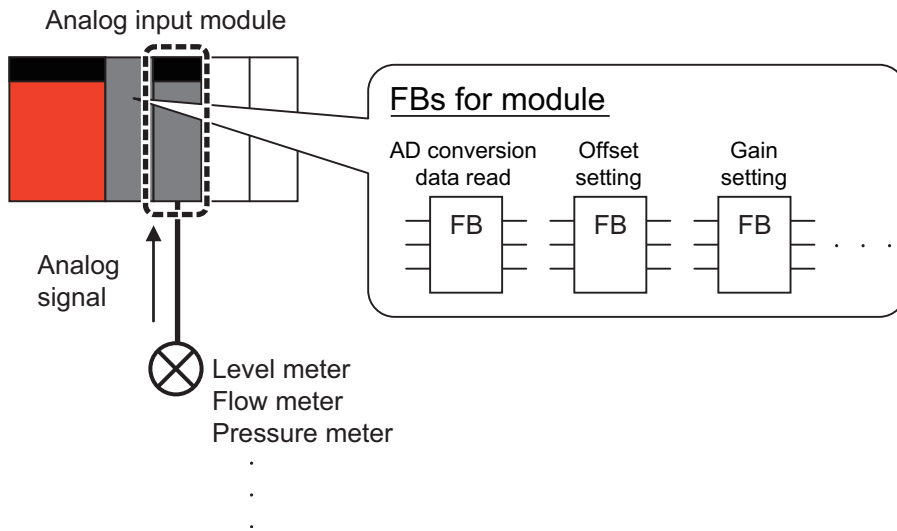 Analog input module
FBs for module
AD conversion
data read
Offset
setting
Gain
setting
FB
FB
FB
. . .
Analog
signal
Level meter
Flow meter
Pressure meter
.
.
.